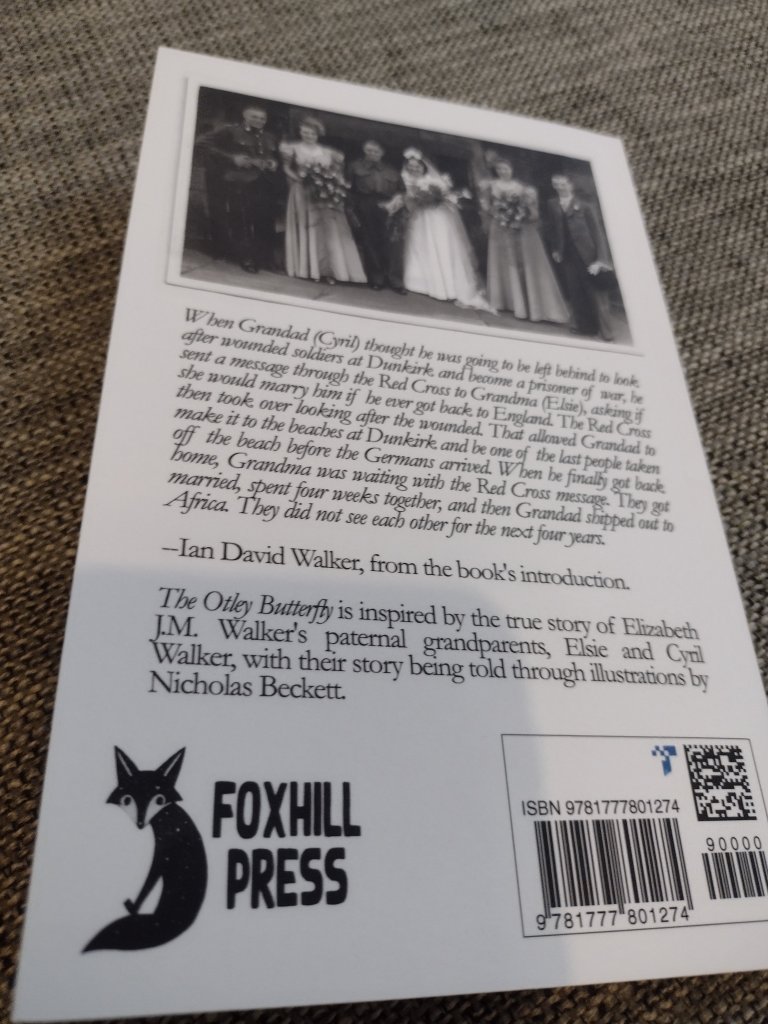 When Grandad (Cyril) thought he was going to be left behind to look
after wounded soldiers at Dunkirk and become a prisoner of war, he
sent a message through the Red Cross to Grandma (Elsie), asking if
she would marry him if he ever got back to England. The Red Cross
then took over looking after the wounded. That allowed Grandad to
make it to the beaches at Dunkirk and be one of the last people taken
off the beach before the Germans arrived. When he finally got back
home, Grandma was waiting with the Red Cross message. They got
married, spent four weeks together, and then Grandad shipped out to
Africa. They did not see each other for the next four years.
–Ian David Walker, from the book's introduction.
The Otley Butterfly is inspired by the true story of Elizabeth
J.M. Walker's paternal grandparents, Elsie and Cyril
Walker, with their story being told through illustrations by
Nicholas Beckett.
FOXHILL
PRESS
ISBN 9781777801274
90000
9 781777 801274